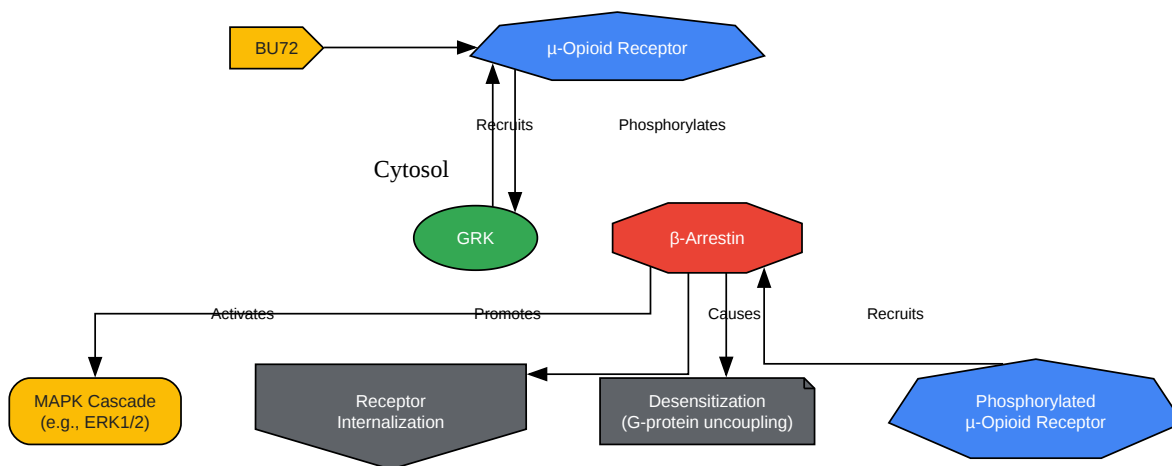 BU72
µ-Opioid Receptor
Recruits
Phosphorylates
Cytosol
GRK
β-Arrestin
Activates
Promotes
Causes
Recruits
MAPK Cascade
(e.g., ERK1/2)
Receptor
Internalization
Desensitization
(G-protein uncoupling)
Phosphorylated
µ-Opioid Receptor